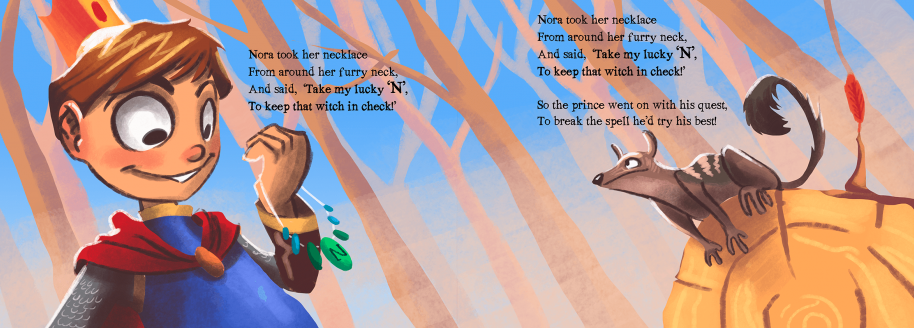 Nora took her necklace
From around her furry neck,
And said, ‘Take my lucky ‘N’,
To keep that witch in check!’
Nora took her necklace
From around her furry neck,
And said, ‘Take my lucky ‘N’,
To keep that witch in check!’
So the prince went on with his quest,
To break the spell he’d try his best!